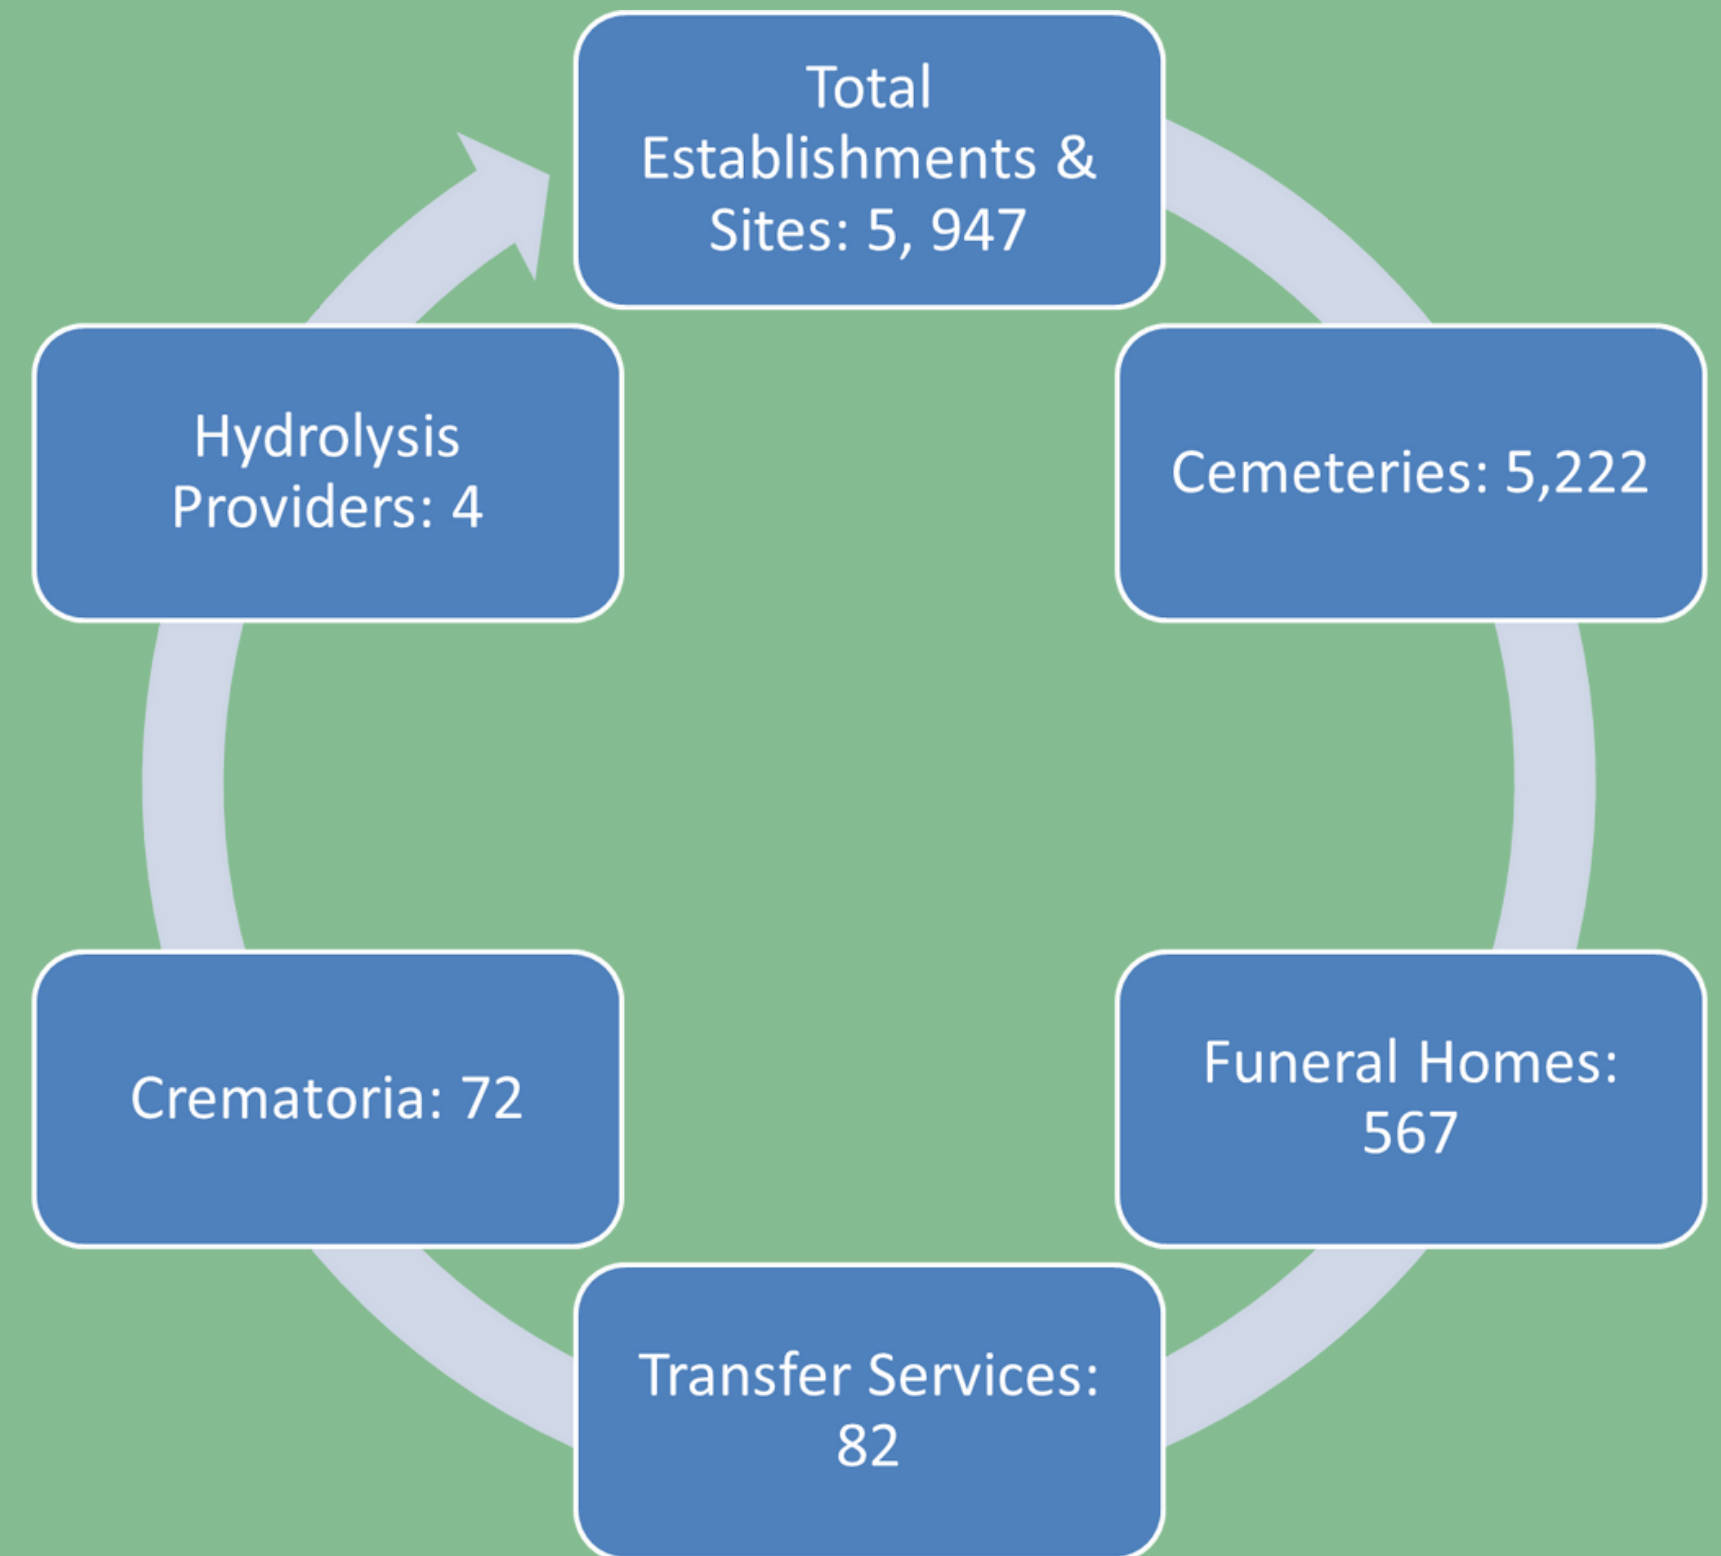 Total
Establishments &
Sites: 5, 947
Cemeteries: 5,222
Funeral Homes:
567
Transfer Services:
82
Crematoria: 72
Hydrolysis
Providers: 4